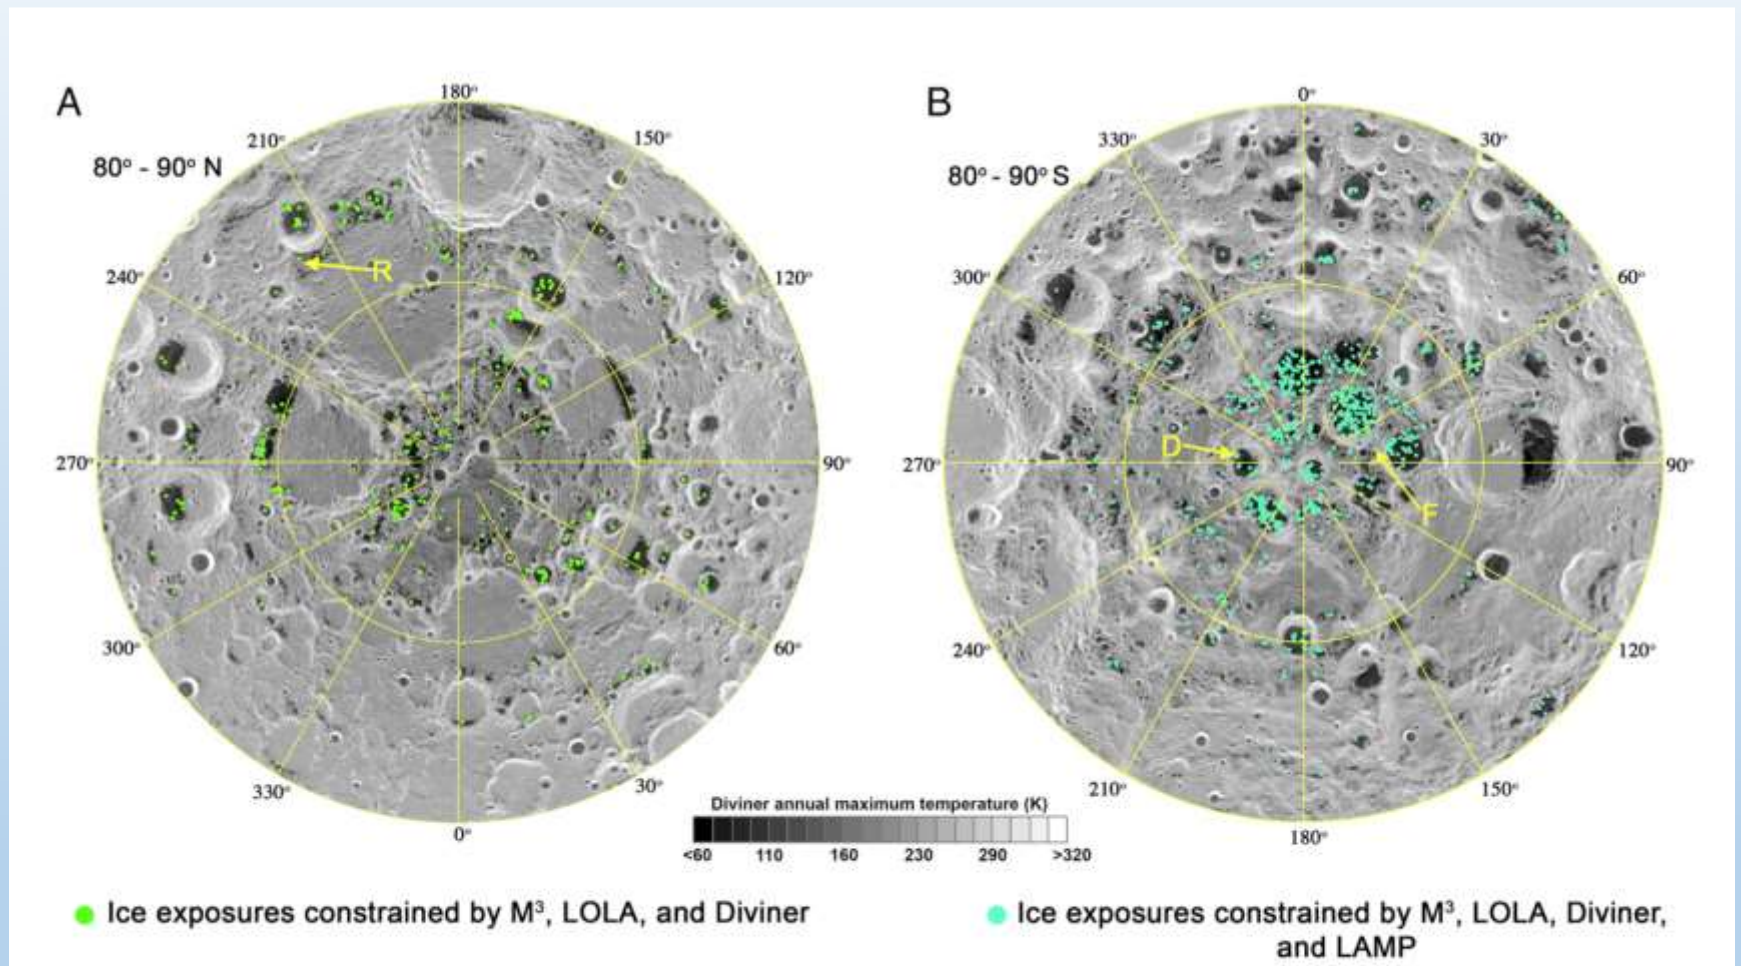 A
80° - 90° N
180°
150°
120°
90°
60°
30°
0°
330°
300°
270°
240°
210°
R
B
80° - 90° S
0°
30°
60°
90°
120°
150°
180°
210°
240°
270°
300°
330°
D
F
Diviner annual maximum temperature (K)
<60 110 160 230 290 >320
Ice exposures constrained by M³, LOLA, and Diviner
Ice exposures constrained by M³, LOLA, Diviner,
and LAMP